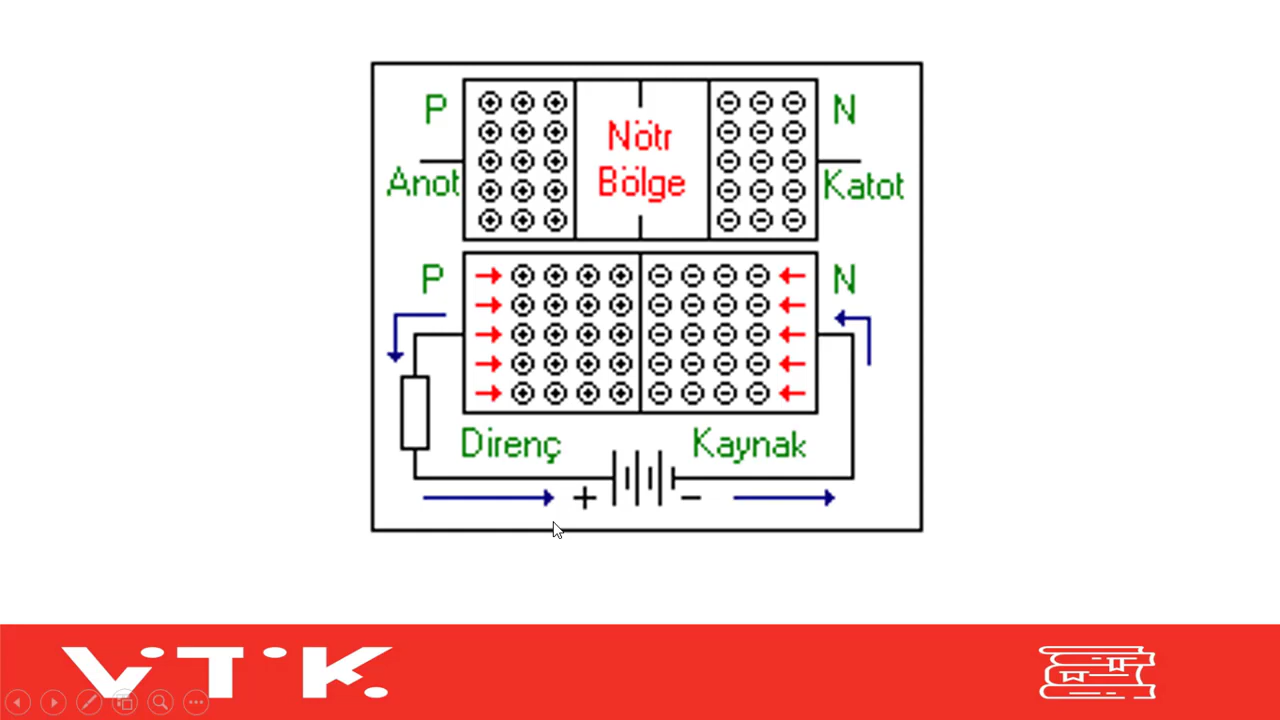 P
N
Nötr
Bölge
Anot
Katot
P
N
Direnç
Kaynak
+
−
VTK.